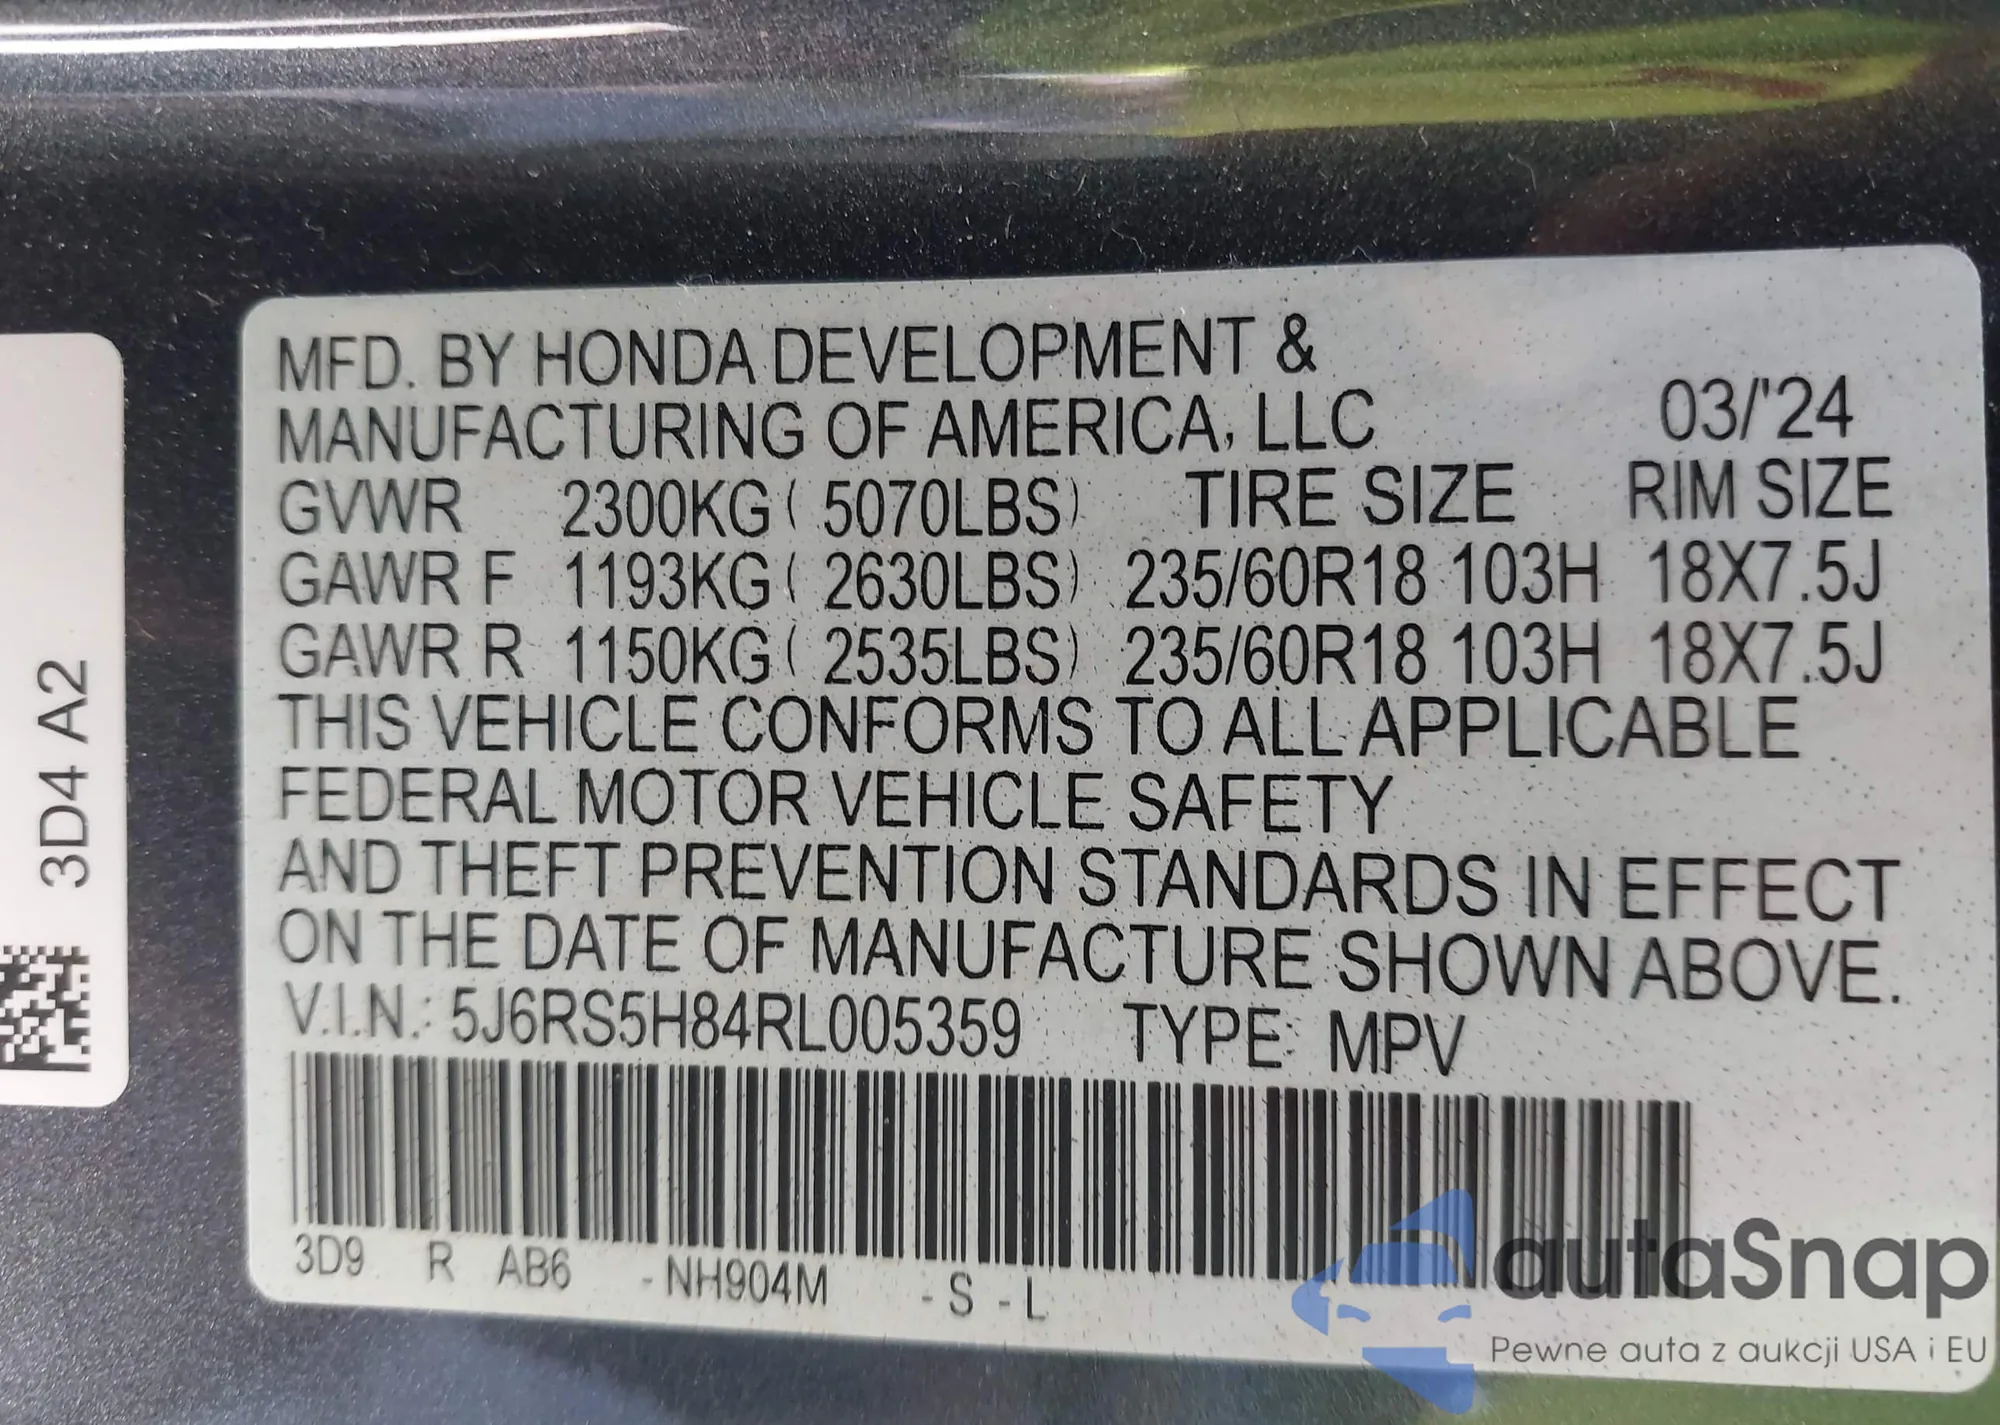 MFD. BY HONDA DEVELOPMENT &
MANUFACTURING OF AMERICA, LLC 03/'24
GVWR 2300KG ( 5070LBS) TIRE SIZE RIM SIZE
GAWR F 1193KG ( 2630LBS) 235/60R18 103H 18X7.5J
GAWR R 1150KG ( 2535LBS) 235/60R18 103H 18X7.5J
THIS VEHICLE CONFORMS TO ALL APPLICABLE
FEDERAL MOTOR VEHICLE SAFETY
AND THEFT PREVENTION STANDARDS IN EFFECT
ON THE DATE OF MANUFACTURE SHOWN ABOVE.
V.I.N.: 5J6RS5H84RL005359 TYPE: MPV
3D9 R AB6 -NH904M -S -L
3D4 A2
autaSnap
Pewne auta z aukcji USA i EU